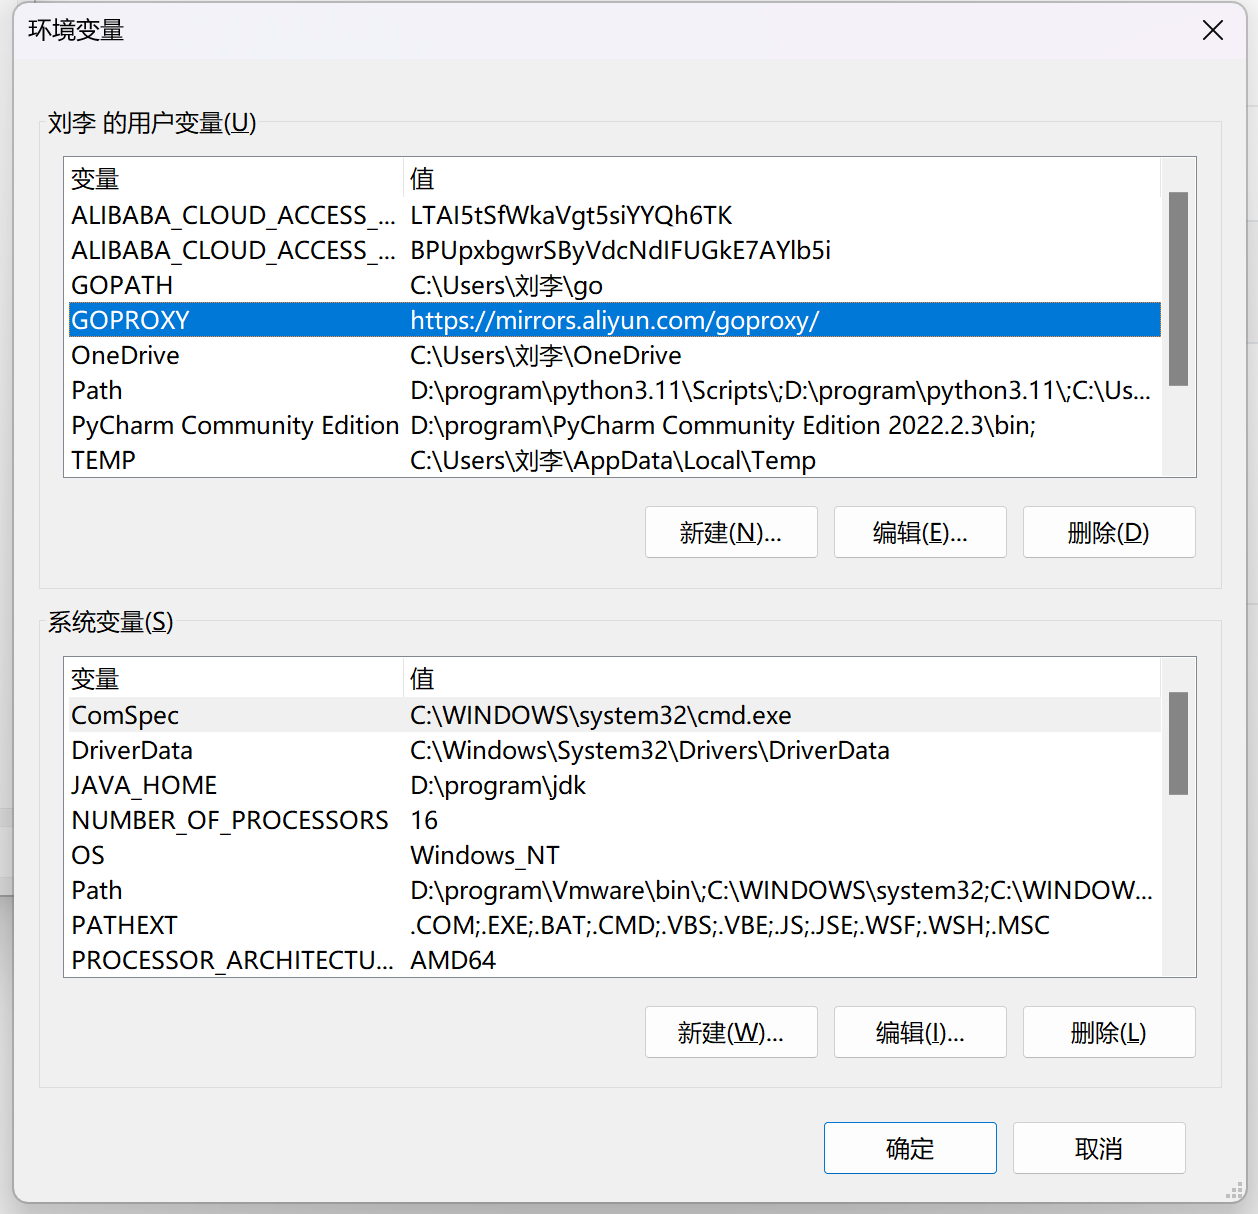 环境变量
刘李 的用户变量(U)
变量 值
ALIBABA_CLOUD_ACCESS_... LTAI5tSfWkaVgt5siYYQh6TK
ALIBABA_CLOUD_ACCESS_... BPUpxbgwrSByVdcNdIFUGkE7AYlb5i
GOPATH C:\Users\刘李\go
GOPROXY https://mirrors.aliyun.com/goproxy/
OneDrive C:\Users\刘李\OneDrive
Path D:\program\python3.11\Scripts\;D:\program\python3.11\;C:\Us...
PyCharm Community Edition D:\program\PyCharm Community Edition 2022.2.3\bin;
TEMP C:\Users\刘李\AppData\Local\Temp
新建(N)... 编辑(E)... 删除(D)
系统变量(S)
变量 值
ComSpec C:\WINDOWS\system32\cmd.exe
DriverData C:\Windows\System32\Drivers\DriverData
JAVA_HOME D:\program\jdk
NUMBER_OF_PROCESSORS 16
OS Windows_NT
Path D:\program\Vmware\bin\;C:\WINDOWS\system32;C:\WINDOW...
PATHEXT .COM;.EXE;.BAT;.CMD;.VBS;.VBE;.JS;.JSE;.WSF;.WSH;.MSC
PROCESSOR_ARCHITECTU... AMD64
新建(W)... 编辑(I)... 删除(L)
确定 取消